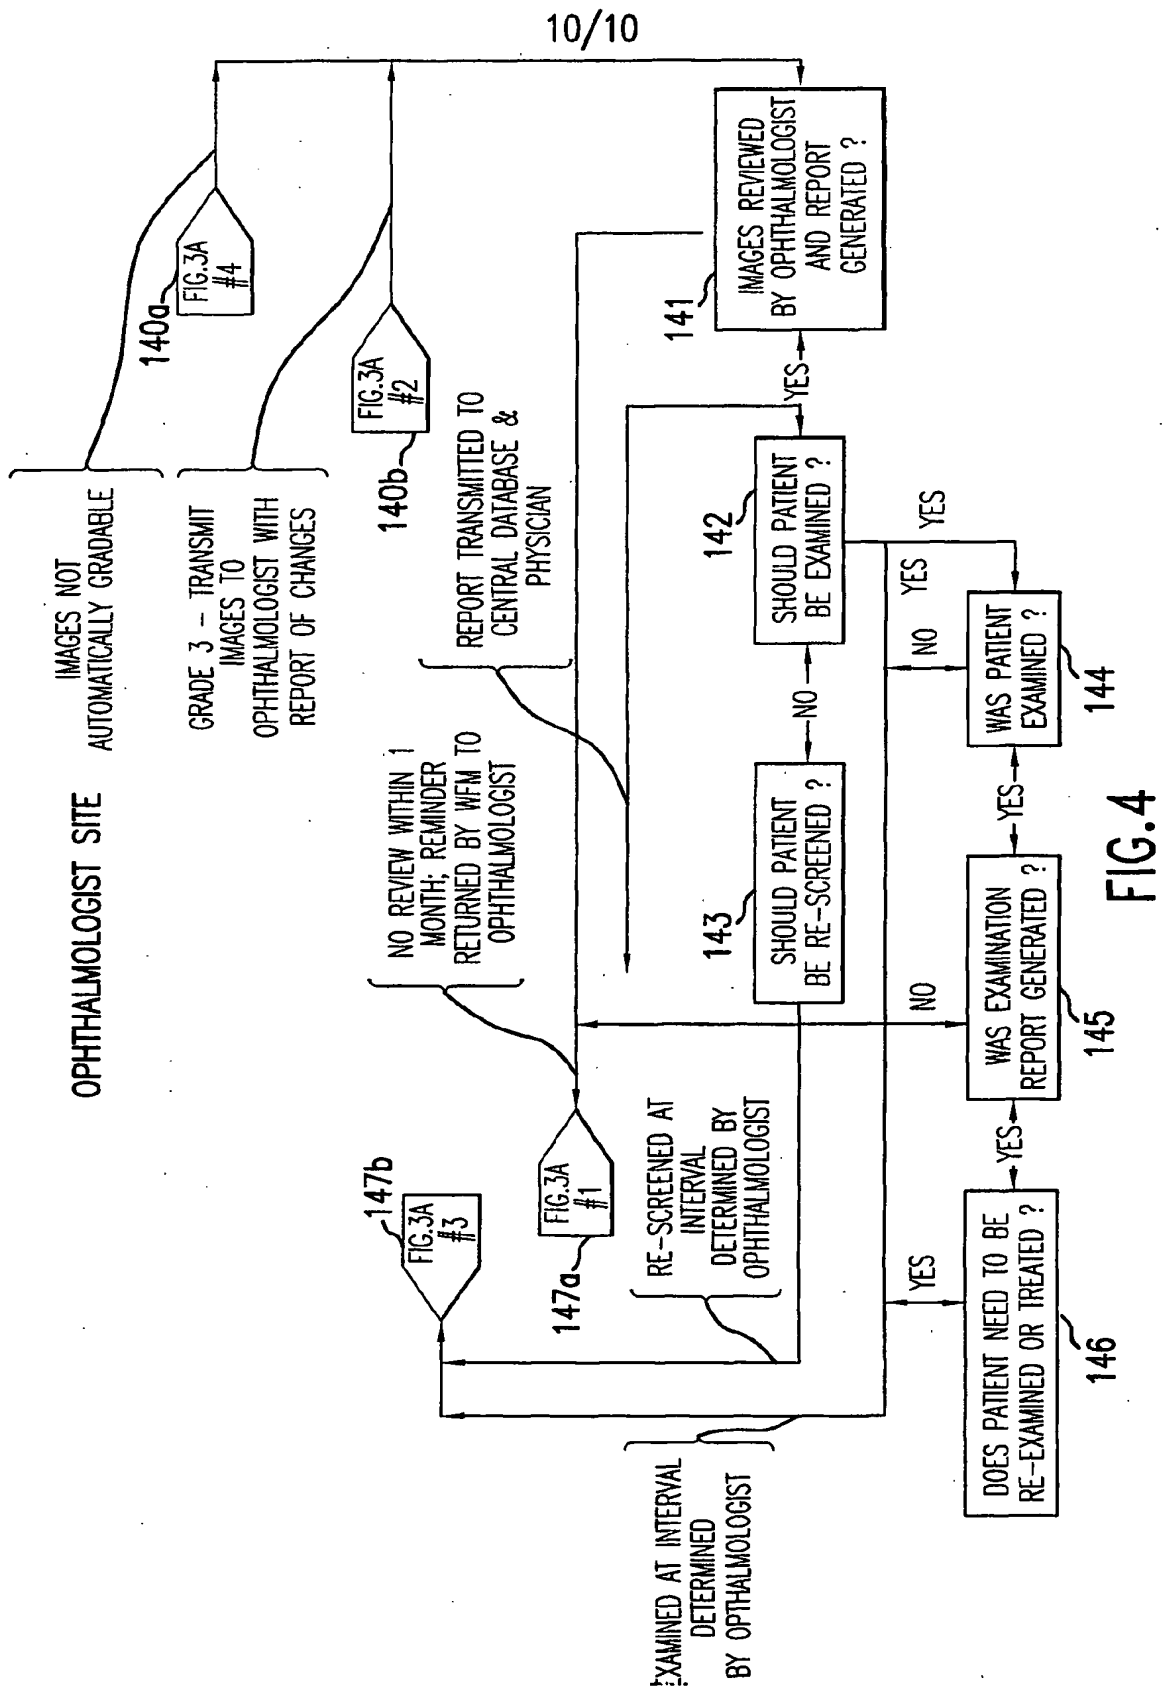 10/10
OPHTHALMOLOGIST SITE
IMAGES NOT
AUTOMATICALLY GRADABLE
GRADE 3 - TRANSMIT
IMAGES TO
OPHTHALMOLOGIST WITH
REPORT OF CHANGES
140a
FIG.3A
#4
140b
FIG.3A
#2
REPORT TRANSMITTED TO
CENTRAL DATABASE &
PHYSICIAN
NO REVIEW WITHIN 1
MONTH; REMINDER
RETURNED BY WFM TO
OPHTHALMOLOGIST
147b
FIG.3A
#3
147a
FIG.3A
#1
RE-SCREENED AT
INTERVAL
DETERMINED BY
OPHTHALMOLOGIST
EXAMINED AT INTERVAL
DETERMINED
BY OPTHALMOLOGIST
141
IMAGES REVIEWED
BY OPHTHALMOLOGIST
AND REPORT
GENERATED ?
YES
142
SHOULD PATIENT
BE EXAMINED ?
NO
143
SHOULD PATIENT
BE RE-SCREENED ?
YES
YES
NO
144
WAS PATIENT
EXAMINED ?
YES
NO
145
WAS EXAMINATION
REPORT GENERATED ?
YES
YES
146
DOES PATIENT NEED TO BE
RE-EXAMINED OR TREATED ?
FIG.4